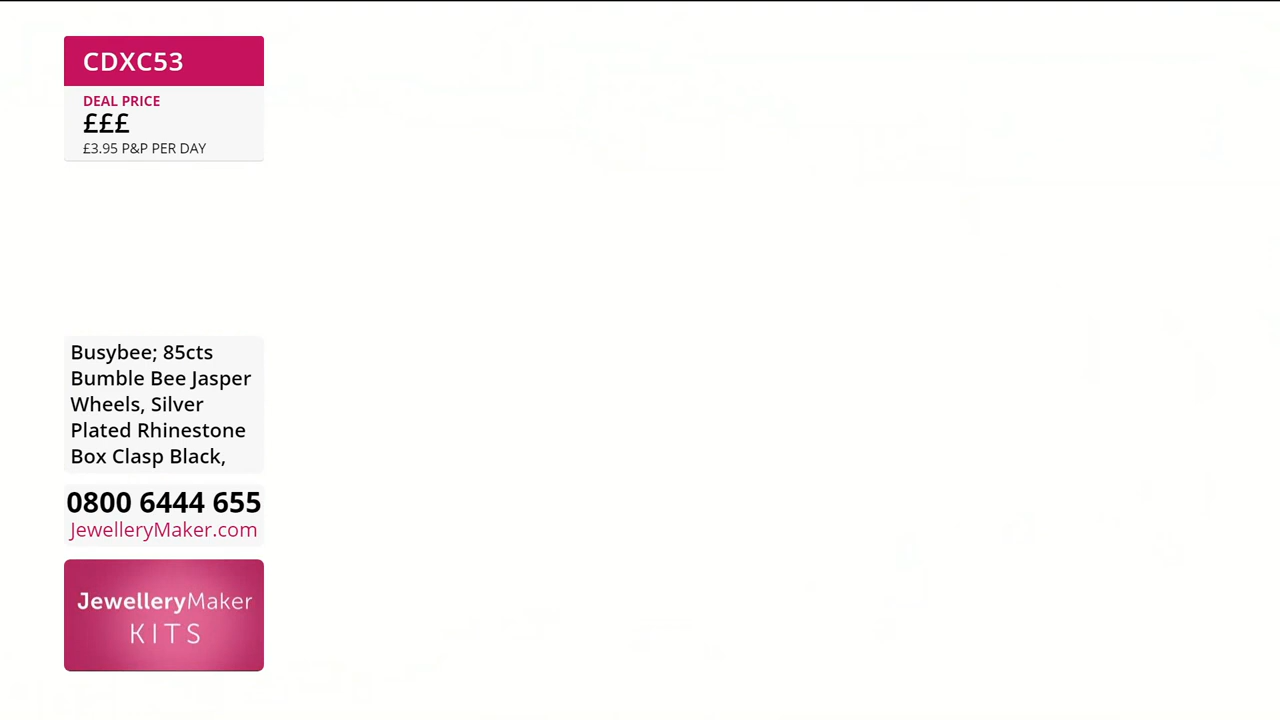 CDXC53
DEAL PRICE
£££
£3.95 P&P PER DAY
Busybee; 85cts
Bumble Bee Jasper
Wheels, Silver
Plated Rhinestone
Box Clasp Black,
0800 6444 655
JewelleryMaker.com
JewelleryMaker
KITS